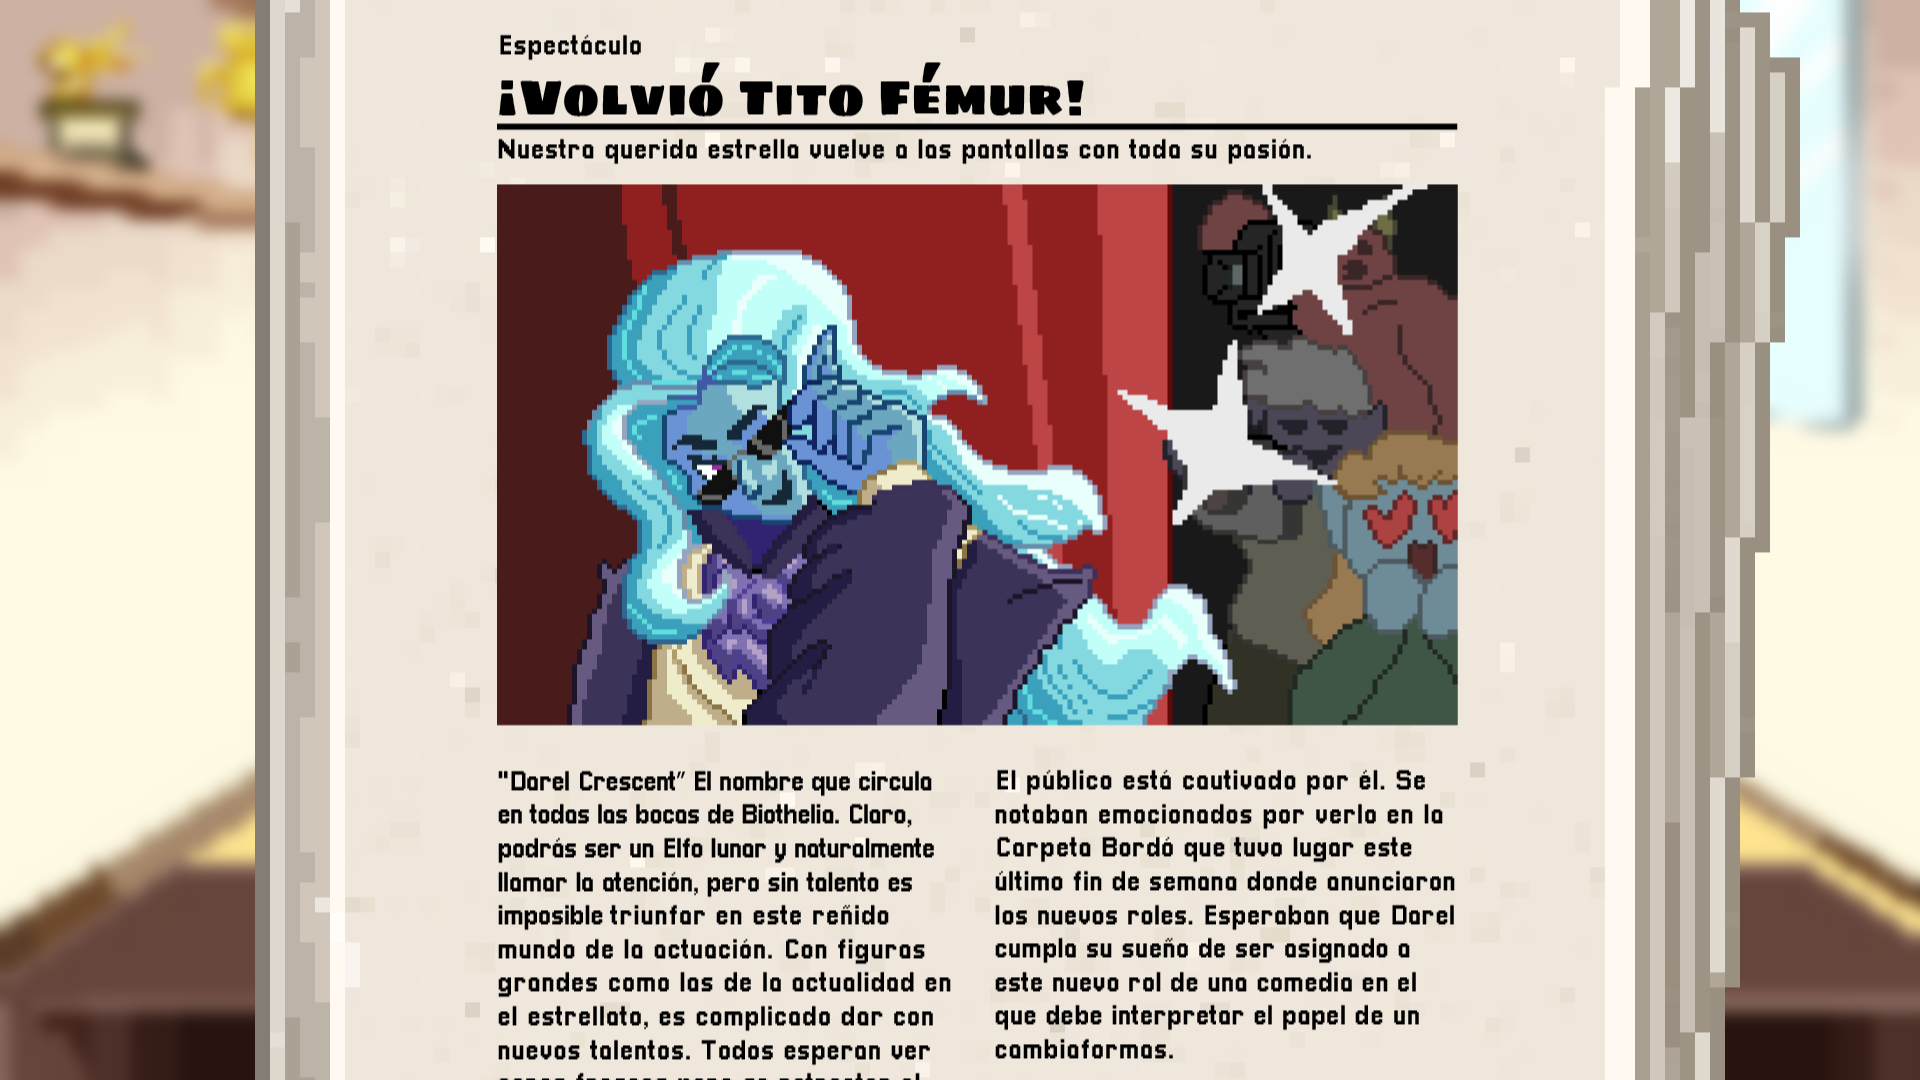 Espectáculo
¡Volvió Tito Fémur!
Nuestra querida estrella vuelve a las pantallas con toda su pasión.
"Darel Crescent" El nombre que circula
en todas las bocas de Biothelia. Claro,
podrás ser un Elfo lunar y naturalmente
llamar la atención, pero sin talento es
imposible triunfar en este reñido
mundo de la actuación. Con figuras
grandes como las de la actualidad en
el estrellato, es complicado dar con
nuevos talentos. Todos esperan ver
El público está cautivado por él. Se
notaban emocionados por verlo en la
Carpeta Bordó que tuvo lugar este
último fin de semana donde anunciaron
los nuevos roles. Esperaban que Darel
cumpla su sueño de ser asignado a
este nuevo rol de una comedia en el
que debe interpretar el papel de un
cambiaformas.